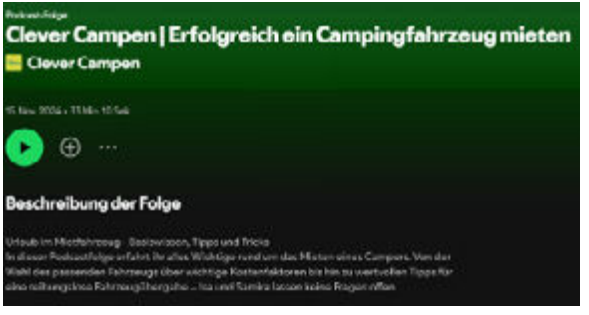 Podcast-Folge
Clever Campen | Erfolgreich ein Campingfahrzeug mieten
Clever Campen
15. Nov. 2024
Beschreibung der Folge
Urlaub im Mietfahrzeug - Basiswissen, Tipps und Tricks
In dieser Podcastfolge erfahrt ihr alles Wichtige rund um das Mieten eines Campers. Von der
Wahl des passenden Fahrzeugs über wichtige Kostenfaktoren bis hin zu wertvollen Tipps für
eine reibungslose Fahrzeugübergabe – Isa und Samira lassen keine Fragen offen